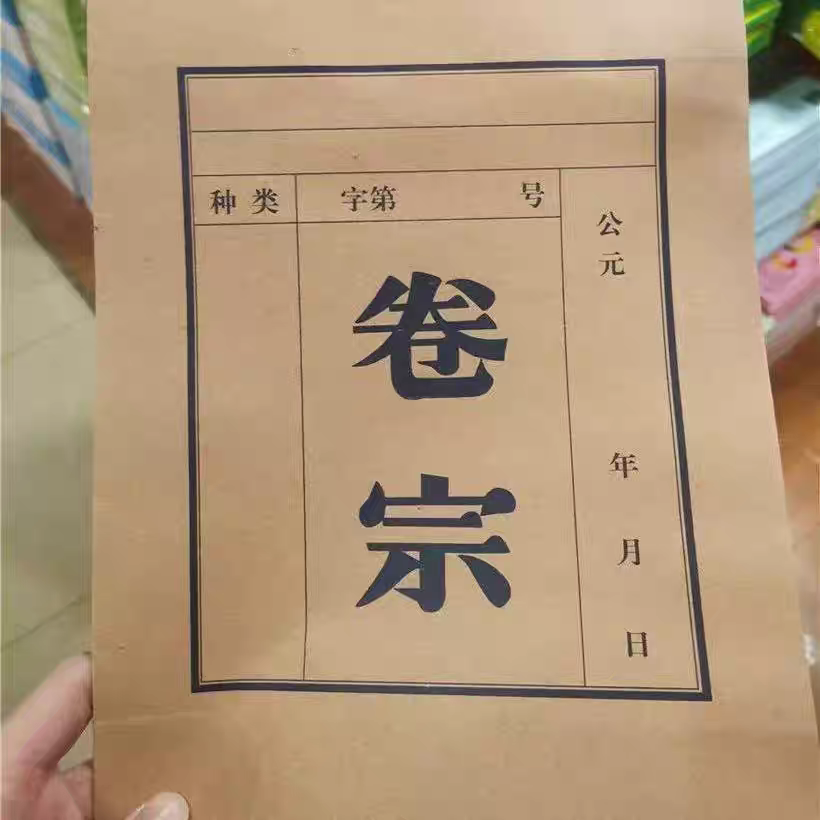 种类
字第 号
卷宗
公元 年 月 日